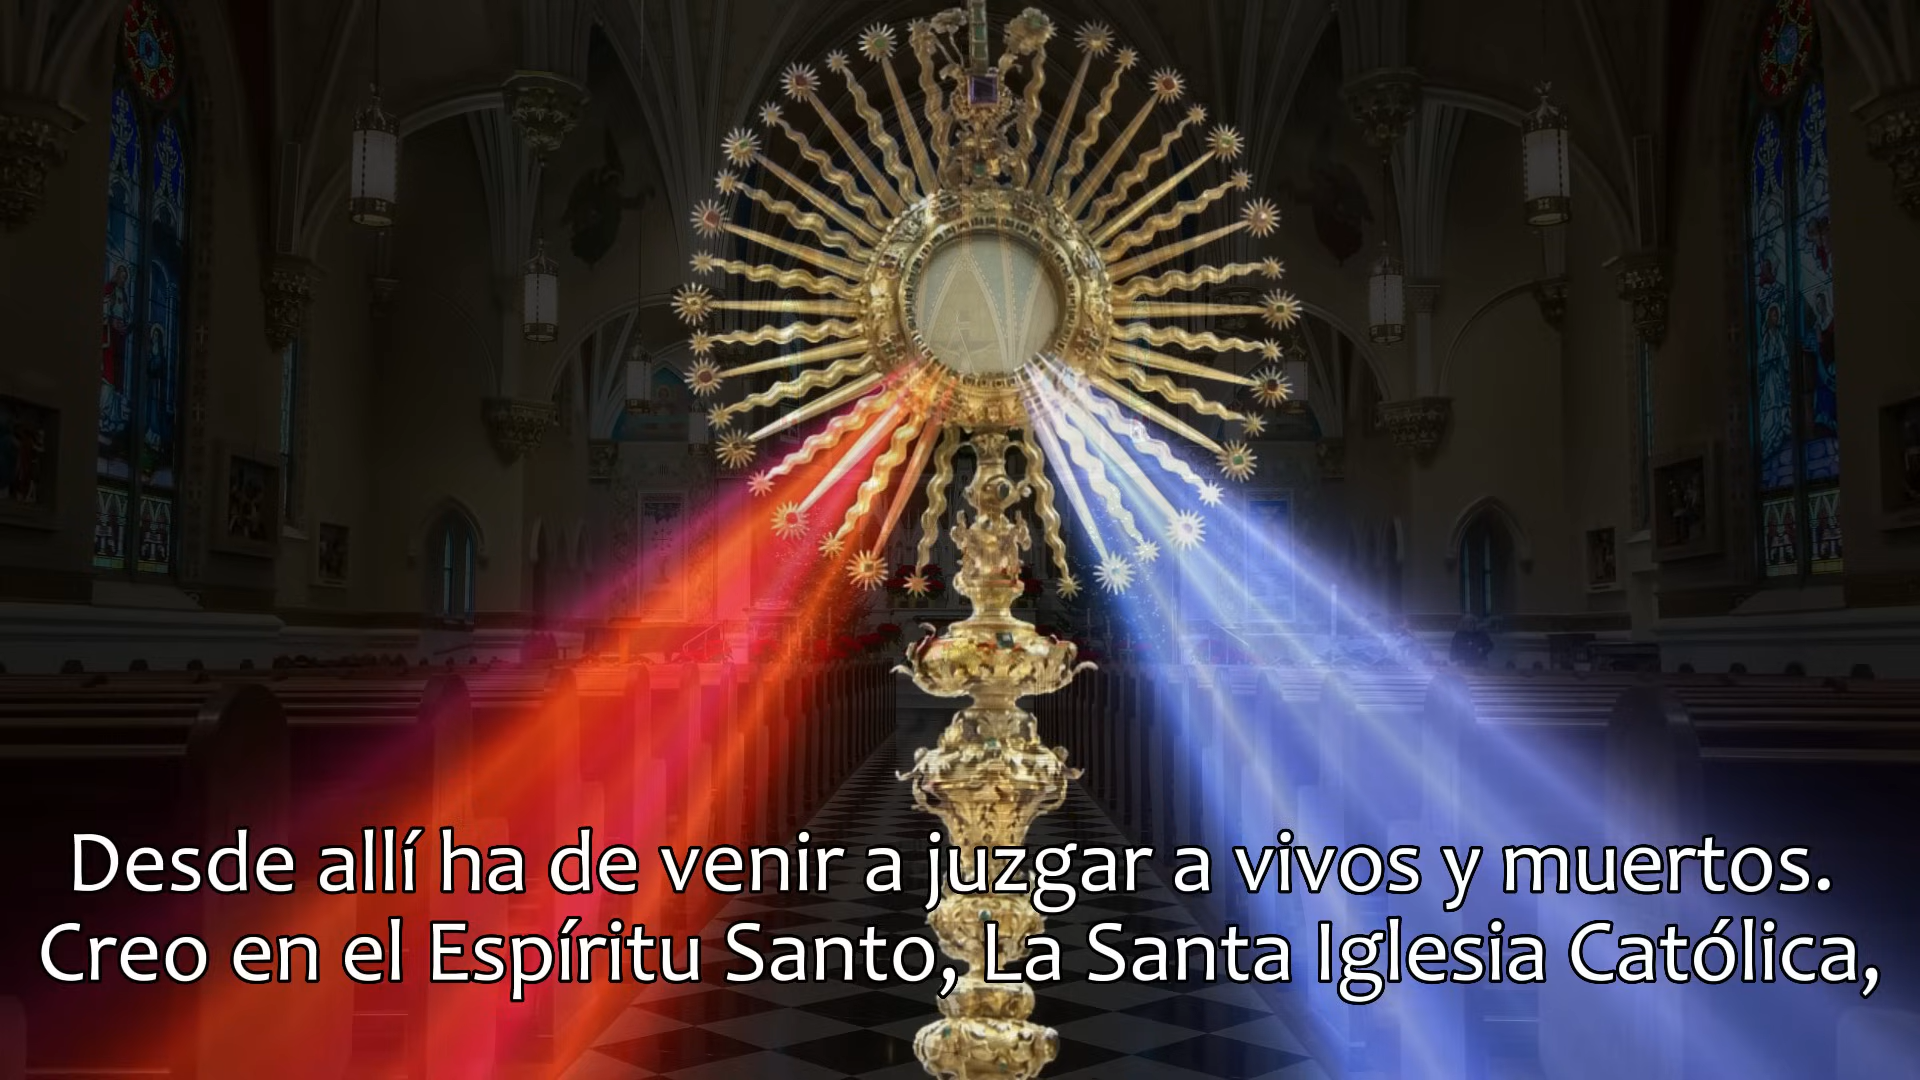 Desde allí ha de venir a juzgar a vivos y muertos.
Creo en el Espíritu Santo, La Santa Iglesia Católica,